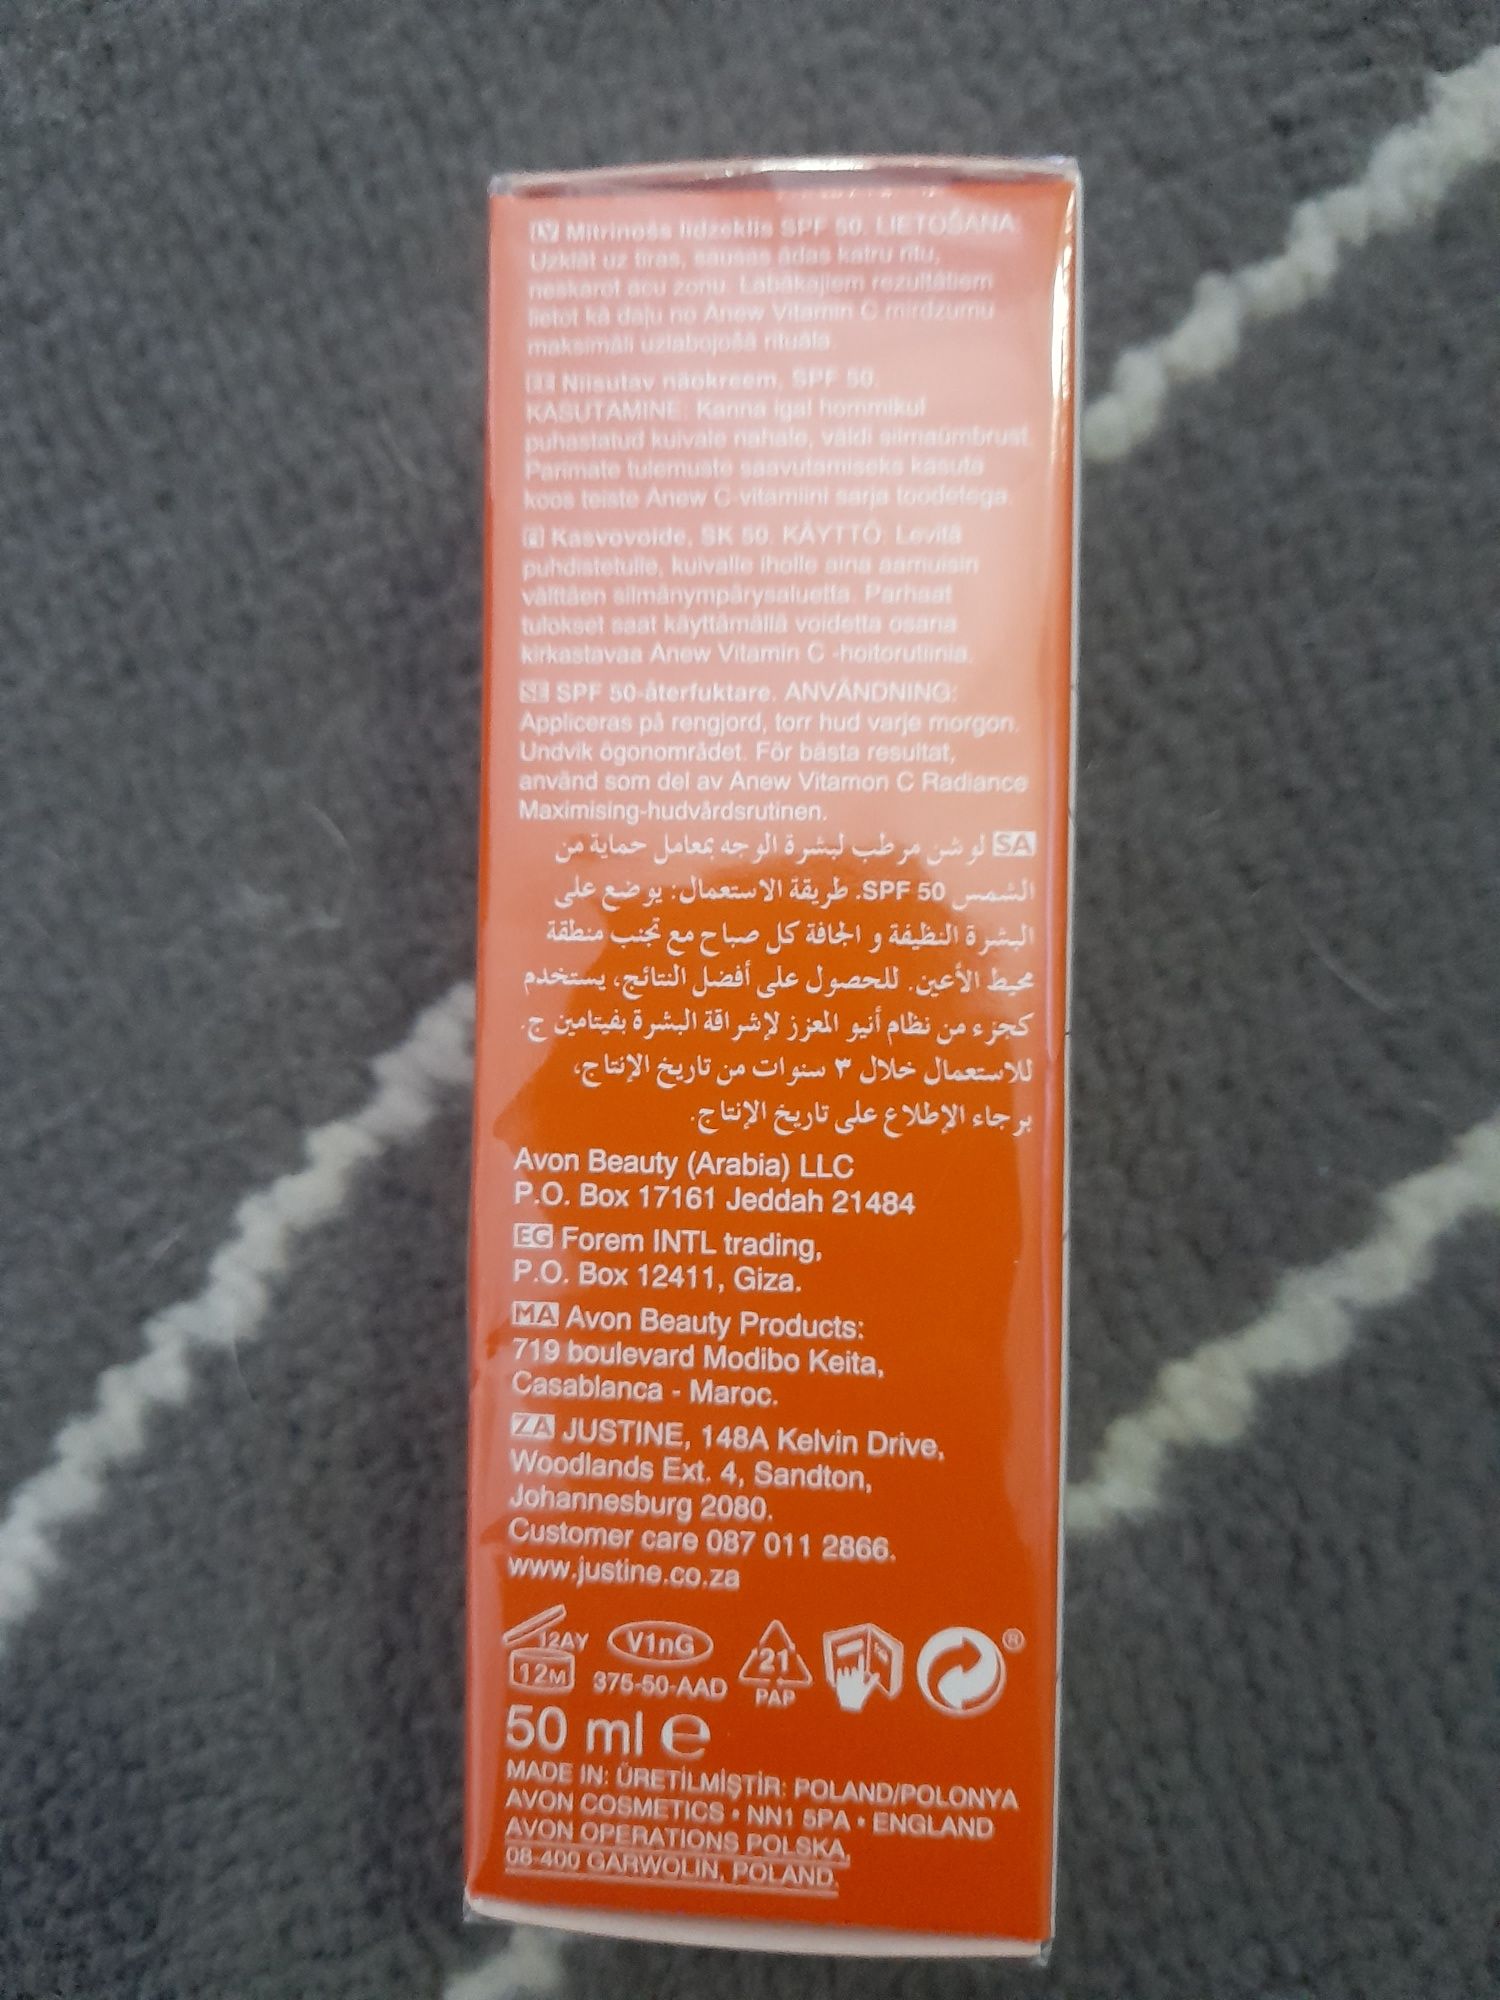 LV Mitrinošs līdzeklis SPF 50. LIETOŠANA:
Uzklāt uz tīras, sausas ādas katru rītu,
neskarot acu zonu. Labākajiem rezultātiem
lietot kā daļu no Anew Vitamin C mirdzumu
maksimāli uzlabojošā rituāla.
EE Niisutav näokreem, SPF 50.
KASUTAMINE: Kanna igal hommikul
puhastatud kuivale nahale, väldi silmaümbrust.
Parimate tulemuste saavutamiseks kasuta
koos teiste Anew C-vitamiini sarja toodetega.
Kasvovoide, SK 50. KÄYTTÖ: Levitä
puhdistetulle, kuivalle iholle aina aamuisin
välttäen silmänympärysaluetta. Parhaat
tulokset saat käyttämällä voidetta osana
kirkastavaa Anew Vitamin C -hoitorutiinia.
SE SPF 50-återfuktare. ANVÄNDNING:
Appliceras på rengjord, torr hud varje morgon.
Undvik ögonområdet. För bästa resultat,
använd som del av Anew Vitamon C Radiance
Maximising-hudvårdsrutinen.
SA لوشن مرطب لبشرة الوجه بمعامل حماية من
الشمس SPF 50. طريقة الاستعمال: يوضع على
البشرة النظيفة و الجافة كل صباح مع تجنب منطقة
محيط الأعين. للحصول على أفضل النتائج، يستخدم
كجزء من نظام أنيو المعزز لإشراقة البشرة بفيتامين ج.
للاستعمال خلال ٣ سنوات من تاريخ الإنتاج،
برجاء الإطلاع على تاريخ الإنتاج.
Avon Beauty (Arabia) LLC
P.O. Box 17161 Jeddah 21484
EG Forem INTL trading,
P.O. Box 12411, Giza.
MA Avon Beauty Products:
719 boulevard Modibo Keita,
Casablanca - Maroc.
ZA JUSTINE, 148A Kelvin Drive,
Woodlands Ext. 4, Sandton,
Johannesburg 2080.
Customer care 087 011 2866.
www.justine.co.za
12AY V1nG 21 ®
12M 375-50-AAD PAP
50 ml e
MADE IN: ÜRETİLMİŞTİR: POLAND/POLONYA
AVON COSMETICS • NN1 5PA • ENGLAND
AVON OPERATIONS POLSKA,
08-400 GARWOLIN, POLAND.